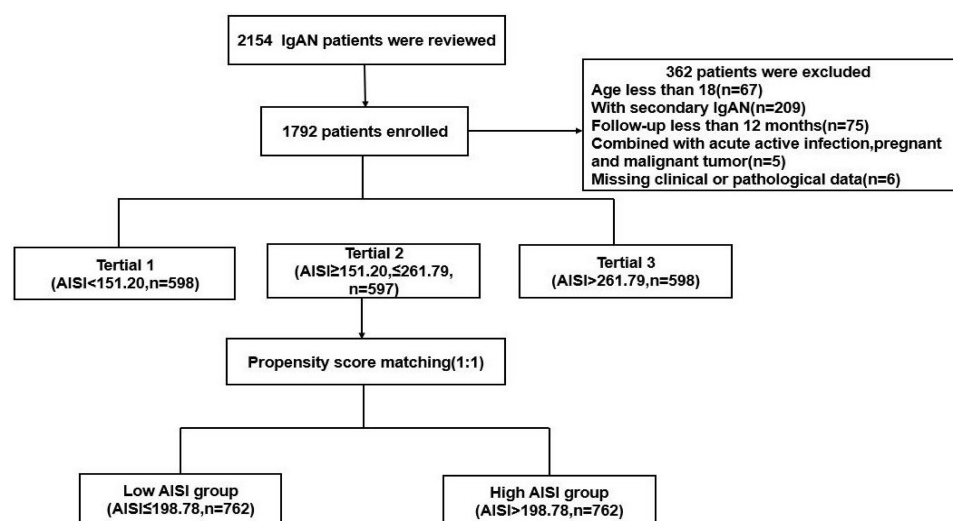 2154 IgAN patients were reviewed
362 patients were excluded
Age less than 18(n=67)
With secondary IgAN(n=209)
Follow-up less than 12 months(n=75)
Combined with acute active infection,pregnant
and malignant tumor(n=5)
Missing clinical or pathological data(n=6)
1792 patients enrolled
Tertial 1
(AISI<151.20,n=598)
Tertial 2
(AISI≥151.20,≤261.79,
n=597)
Tertial 3
(AISI>261.79,n=598)
Propensity score matching(1:1)
Low AISI group
(AISI≤198.78,n=762)
High AISI group
(AISI>198.78,n=762)